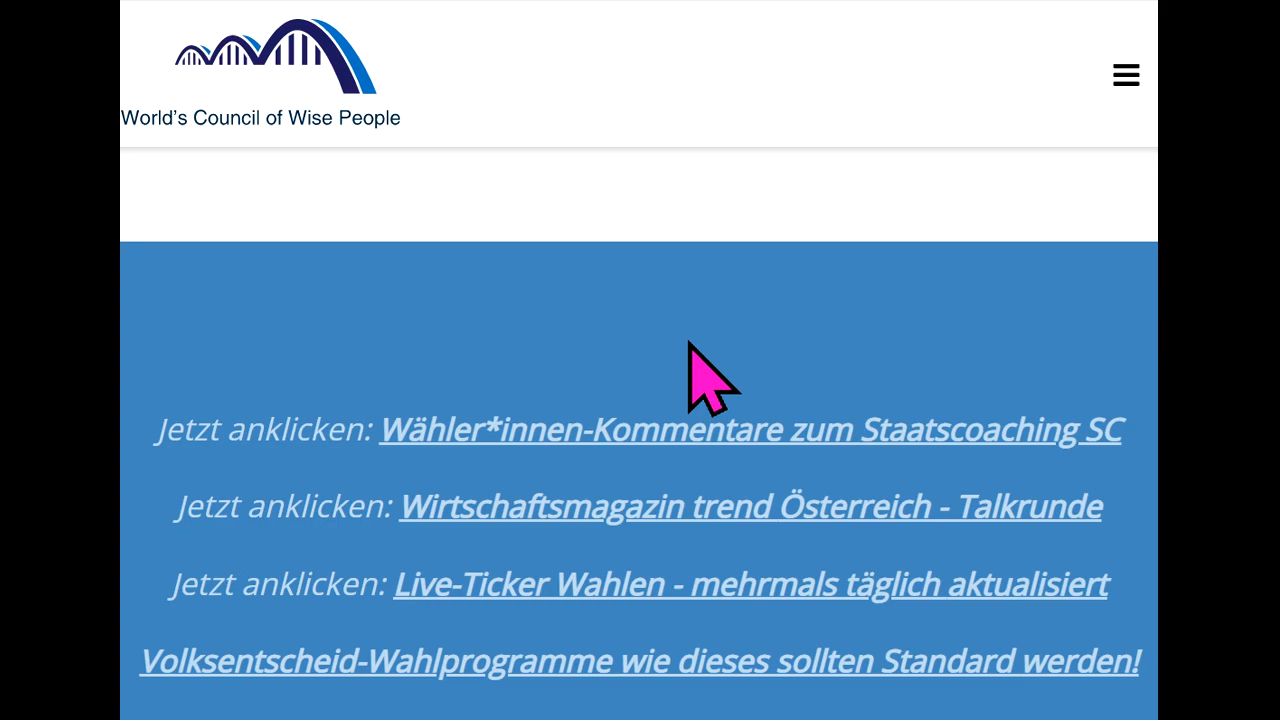 World’s Council of Wise People
Jetzt anklicken: Wähler*innen-Kommentare zum Staatscoaching SC
Jetzt anklicken: Wirtschaftsmagazin trend Österreich - Talkrunde
Jetzt anklicken: Live-Ticker Wahlen - mehrmals täglich aktualisiert
Volksentscheid-Wahlprogramme wie dieses sollten Standard werden!